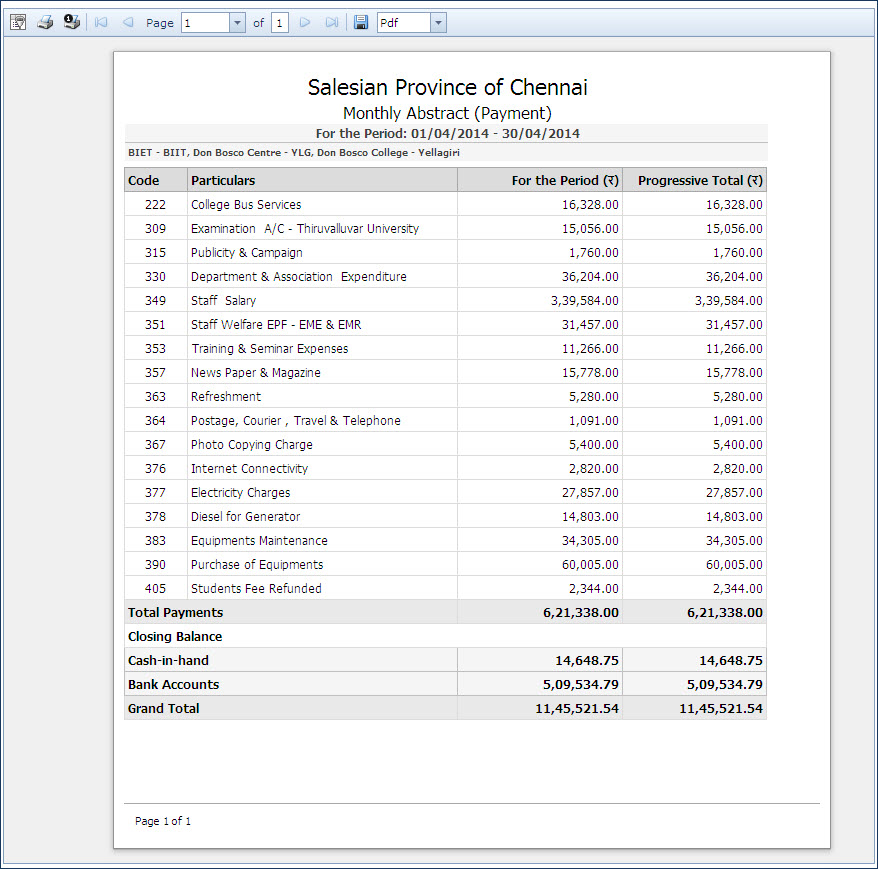 Page 1 of 1 Pdf
Salesian Province of Chennai
Monthly Abstract (Payment)
For the Period: 01/04/2014 - 30/04/2014
BIET - BIIT, Don Bosco Centre - YLG, Don Bosco College - Yellagiri
Code Particulars For the Period (₹) Progressive Total (₹)
222 College Bus Services 16,328.00 16,328.00
309 Examination A/C - Thiruvalluvar University 15,056.00 15,056.00
315 Publicity & Campaign 1,760.00 1,760.00
330 Department & Association Expenditure 36,204.00 36,204.00
349 Staff Salary 3,39,584.00 3,39,584.00
351 Staff Welfare EPF - EME & EMR 31,457.00 31,457.00
353 Training & Seminar Expenses 11,266.00 11,266.00
357 News Paper & Magazine 15,778.00 15,778.00
363 Refreshment 5,280.00 5,280.00
364 Postage, Courier , Travel & Telephone 1,091.00 1,091.00
367 Photo Copying Charge 5,400.00 5,400.00
376 Internet Connectivity 2,820.00 2,820.00
377 Electricity Charges 27,857.00 27,857.00
378 Diesel for Generator 14,803.00 14,803.00
383 Equipments Maintenance 34,305.00 34,305.00
390 Purchase of Equipments 60,005.00 60,005.00
405 Students Fee Refunded 2,344.00 2,344.00
Total Payments 6,21,338.00 6,21,338.00
Closing Balance
Cash-in-hand 14,648.75 14,648.75
Bank Accounts 5,09,534.79 5,09,534.79
Grand Total 11,45,521.54 11,45,521.54
Page 1 of 1